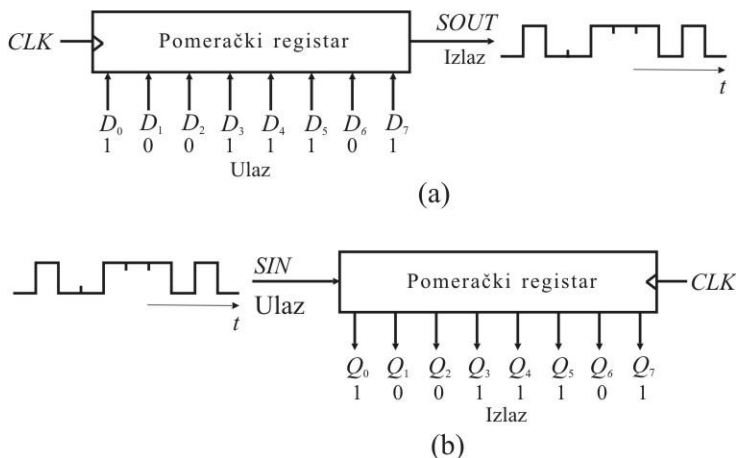 CLK Pomerački registar SOUT
Izlaz
t
D₀ D₁ D₂ D₃ D₄ D₅ D₆ D₇
1 0 0 1 1 1 0 1
Ulaz
(a)
SIN Pomerački registar CLK
Ulaz
t
Q₀ Q₁ Q₂ Q₃ Q₄ Q₅ Q₆ Q₇
1 0 0 1 1 1 0 1
Izlaz
(b)